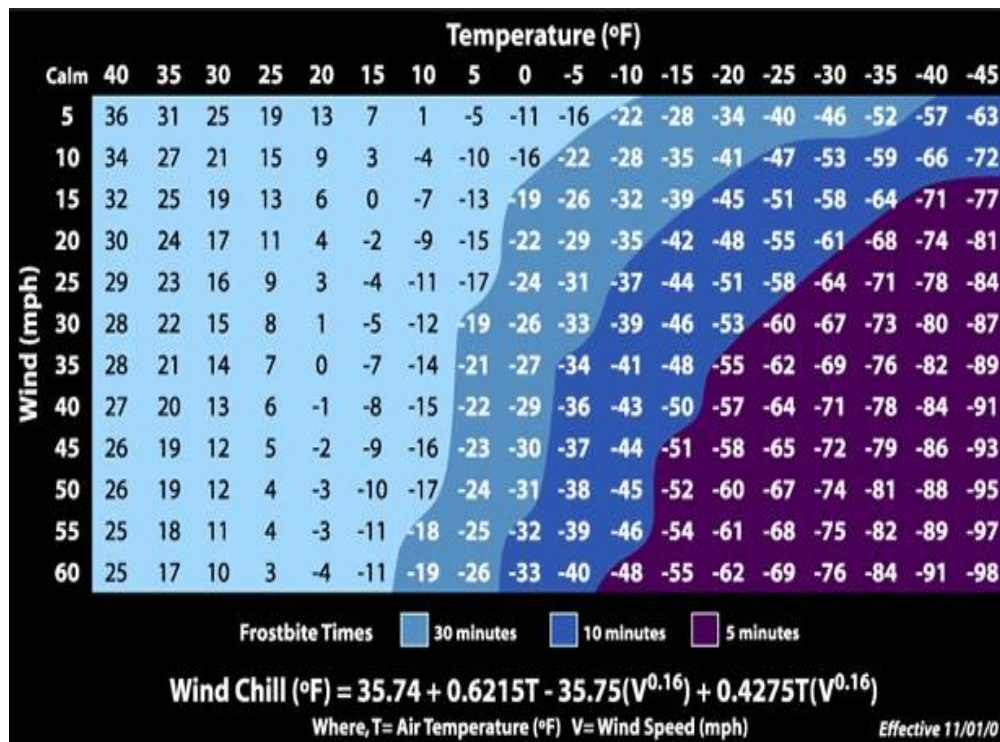 Temperature (ºF)
Calm 40 35 30 25 20 15 10 5 0 -5 -10 -15 -20 -25 -30 -35 -40 -45
5 36 31 25 19 13 7 1 -5 -11 -16 -22 -28 -34 -40 -46 -52 -57 -63
10 34 27 21 15 9 3 -4 -10 -16 -22 -28 -35 -41 -47 -53 -59 -66 -72
15 32 25 19 13 6 0 -7 -13 -19 -26 -32 -39 -45 -51 -58 -64 -71 -77
20 30 24 17 11 4 -2 -9 -15 -22 -29 -35 -42 -48 -55 -61 -68 -74 -81
25 29 23 16 9 3 -4 -11 -17 -24 -31 -37 -44 -51 -58 -64 -71 -78 -84
30 28 22 15 8 1 -5 -12 -19 -26 -33 -39 -46 -53 -60 -67 -73 -80 -87
35 28 21 14 7 0 -7 -14 -21 -27 -34 -41 -48 -55 -62 -69 -76 -82 -89
40 27 20 13 6 -1 -8 -15 -22 -29 -36 -43 -50 -57 -64 -71 -78 -84 -91
45 26 19 12 5 -2 -9 -16 -23 -30 -37 -44 -51 -58 -65 -72 -79 -86 -93
50 26 19 12 4 -3 -10 -17 -24 -31 -38 -45 -52 -60 -67 -74 -81 -88 -95
55 25 18 11 4 -3 -11 -18 -25 -32 -39 -46 -54 -61 -68 -75 -82 -89 -97
60 25 17 10 3 -4 -11 -19 -26 -33 -40 -48 -55 -62 -69 -76 -84 -91 -98
Wind (mph)
Frostbite Times 30 minutes 10 minutes 5 minutes
Wind Chill (ºF) = 35.74 + 0.6215T - 35.75(V^0.16) + 0.4275T(V^0.16)
Where, T= Air Temperature (ºF) V= Wind Speed (mph) Effective 11/01/0